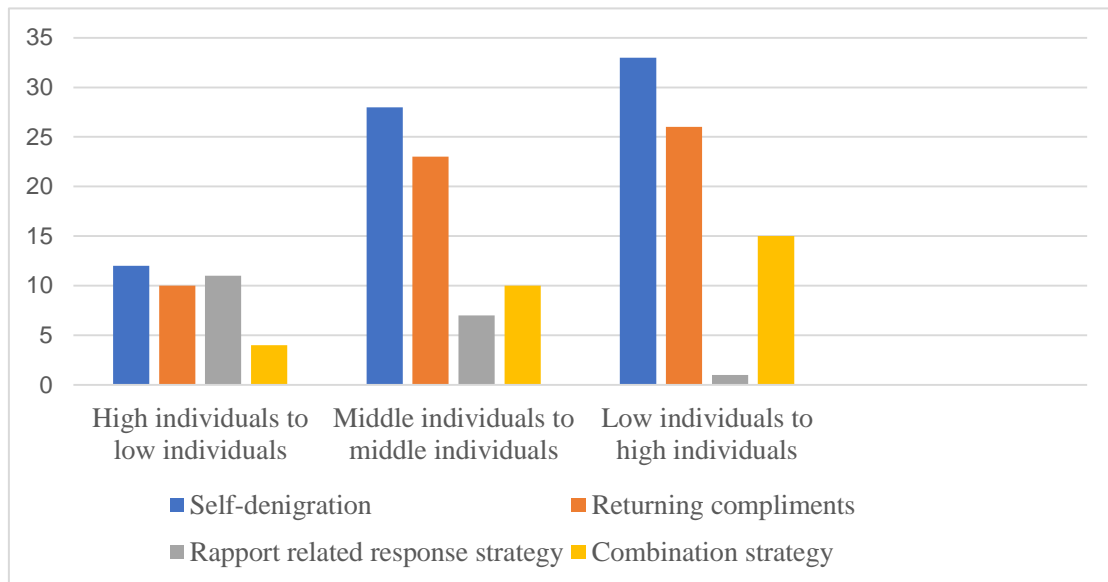 35
30
25
20
15
10
5
0
High individuals to
low individuals
Middle individuals to
middle individuals
Low individuals to
high individuals
Self-denigration
Returning compliments
Rapport related response strategy
Combination strategy